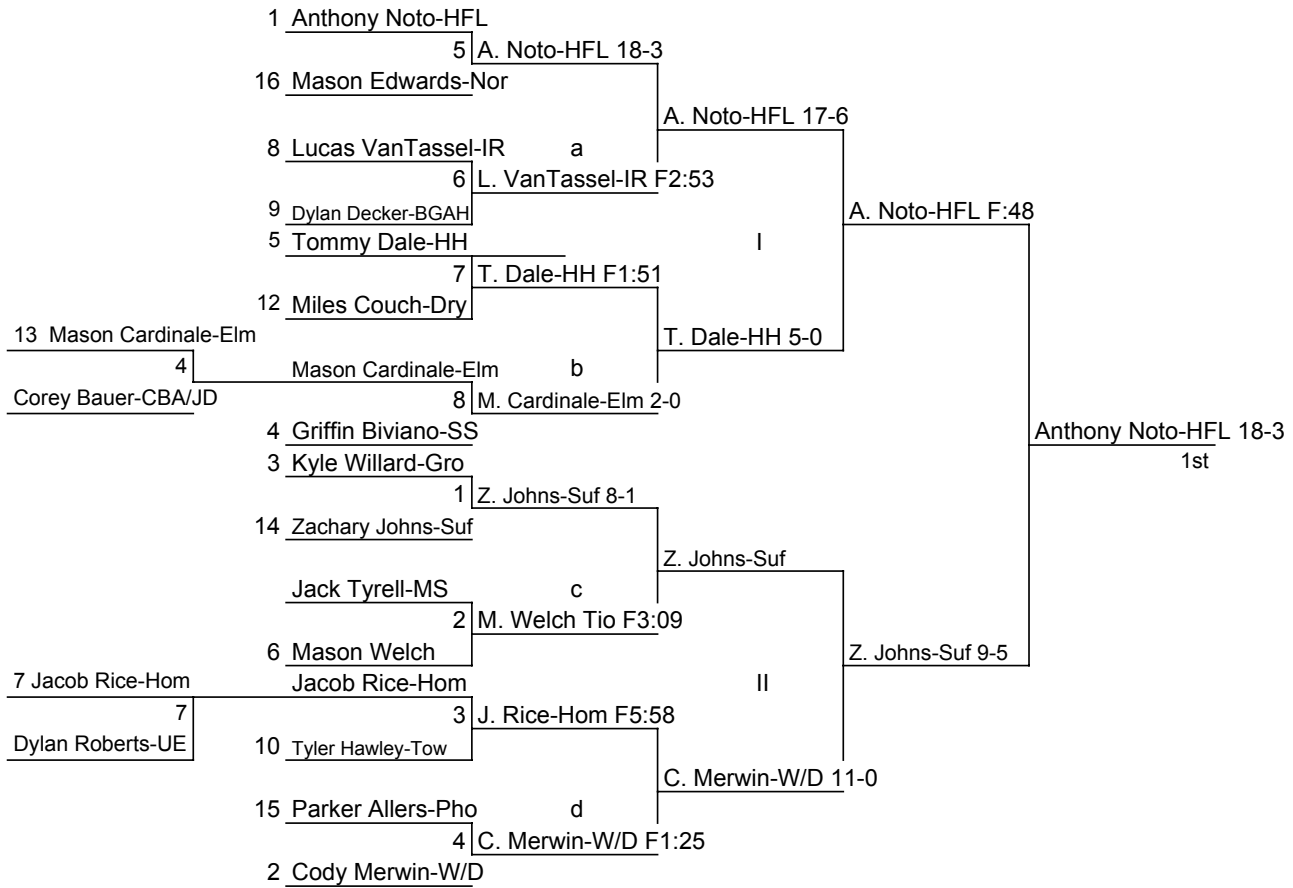 1 Anthony Noto-HFL
5 A. Noto-HFL 18-3
16 Mason Edwards-Nor
A. Noto-HFL 17-6
8 Lucas VanTassel-IR a
6 L. VanTassel-IR F2:53
9 Dylan Decker-BGAH
A. Noto-HFL F:48
5 Tommy Dale-HH I
7 T. Dale-HH F1:51
12 Miles Couch-Dry
13 Mason Cardinale-Elm
T. Dale-HH 5-0
4 Mason Cardinale-Elm b
Corey Bauer-CBA/JD
8 M. Cardinale-Elm 2-0
4 Griffin Biviano-SS
Anthony Noto-HFL 18-3
3 Kyle Willard-Gro
1st
1 Z. Johns-Suf 8-1
14 Zachary Johns-Suf
Z. Johns-Suf
Jack Tyrell-MS c
2 M. Welch Tio F3:09
6 Mason Welch
Z. Johns-Suf 9-5
7 Jacob Rice-Hom
Jacob Rice-Hom II
7
3 J. Rice-Hom F5:58
Dylan Roberts-UE
10 Tyler Hawley-Tow
C. Merwin-W/D 11-0
15 Parker Allers-Pho d
4 C. Merwin-W/D F1:25
2 Cody Merwin-W/D